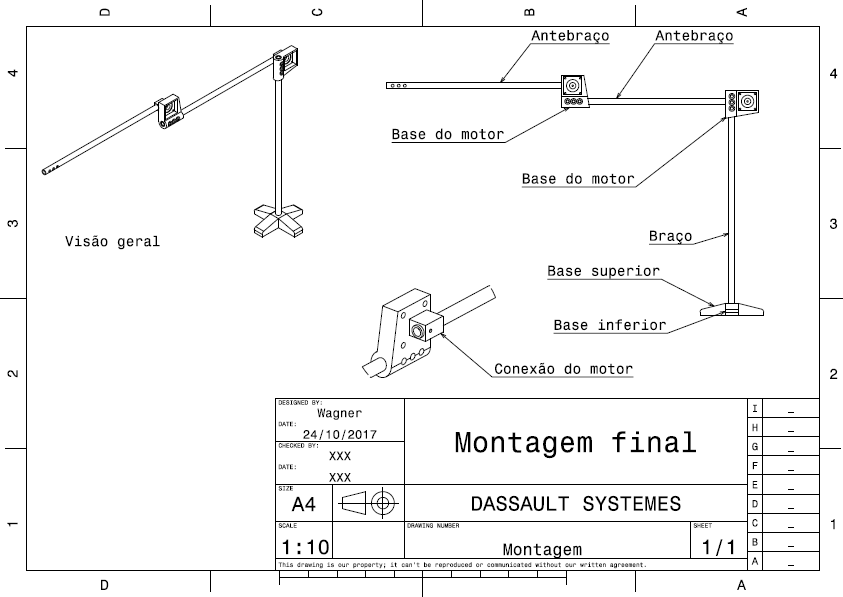 D C B A
4 4
3 3
2 2
1 1
Antebraço
Antebraço
Base do motor
Base do motor
Visão geral
Braço
Base superior
Base inferior
Conexão do motor
DESIGNED BY:
Wagner
DATE:
24/10/2017
CHECKED BY:
XXX
DATE:
XXX
SIZE
A4
SCALE
1:10
Montagem final
DASSAULT SYSTEMES
DRAWING NUMBER
Montagem
SHEET
1/1
I _
H _
G _
F _
E _
D _
C _
B _
A _
This drawing is our property; it can't be reproduced or communicated without our written agreement.
D A